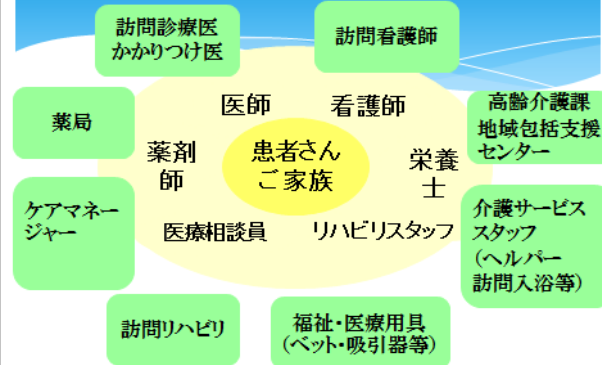 訪問診療医
かかりつけ医
訪問看護師
薬局
医師
看護師
高齢介護課
地域包括支援
センター
薬剤
師
患者さん
ご家族
栄養
士
ケアマネー
ジャー
医療相談員
リハビリスタッフ
介護サービス
スタッフ
(ヘルパー
訪問入浴等)
訪問リハビリ
福祉・医療用具
(ベット・吸引器等)